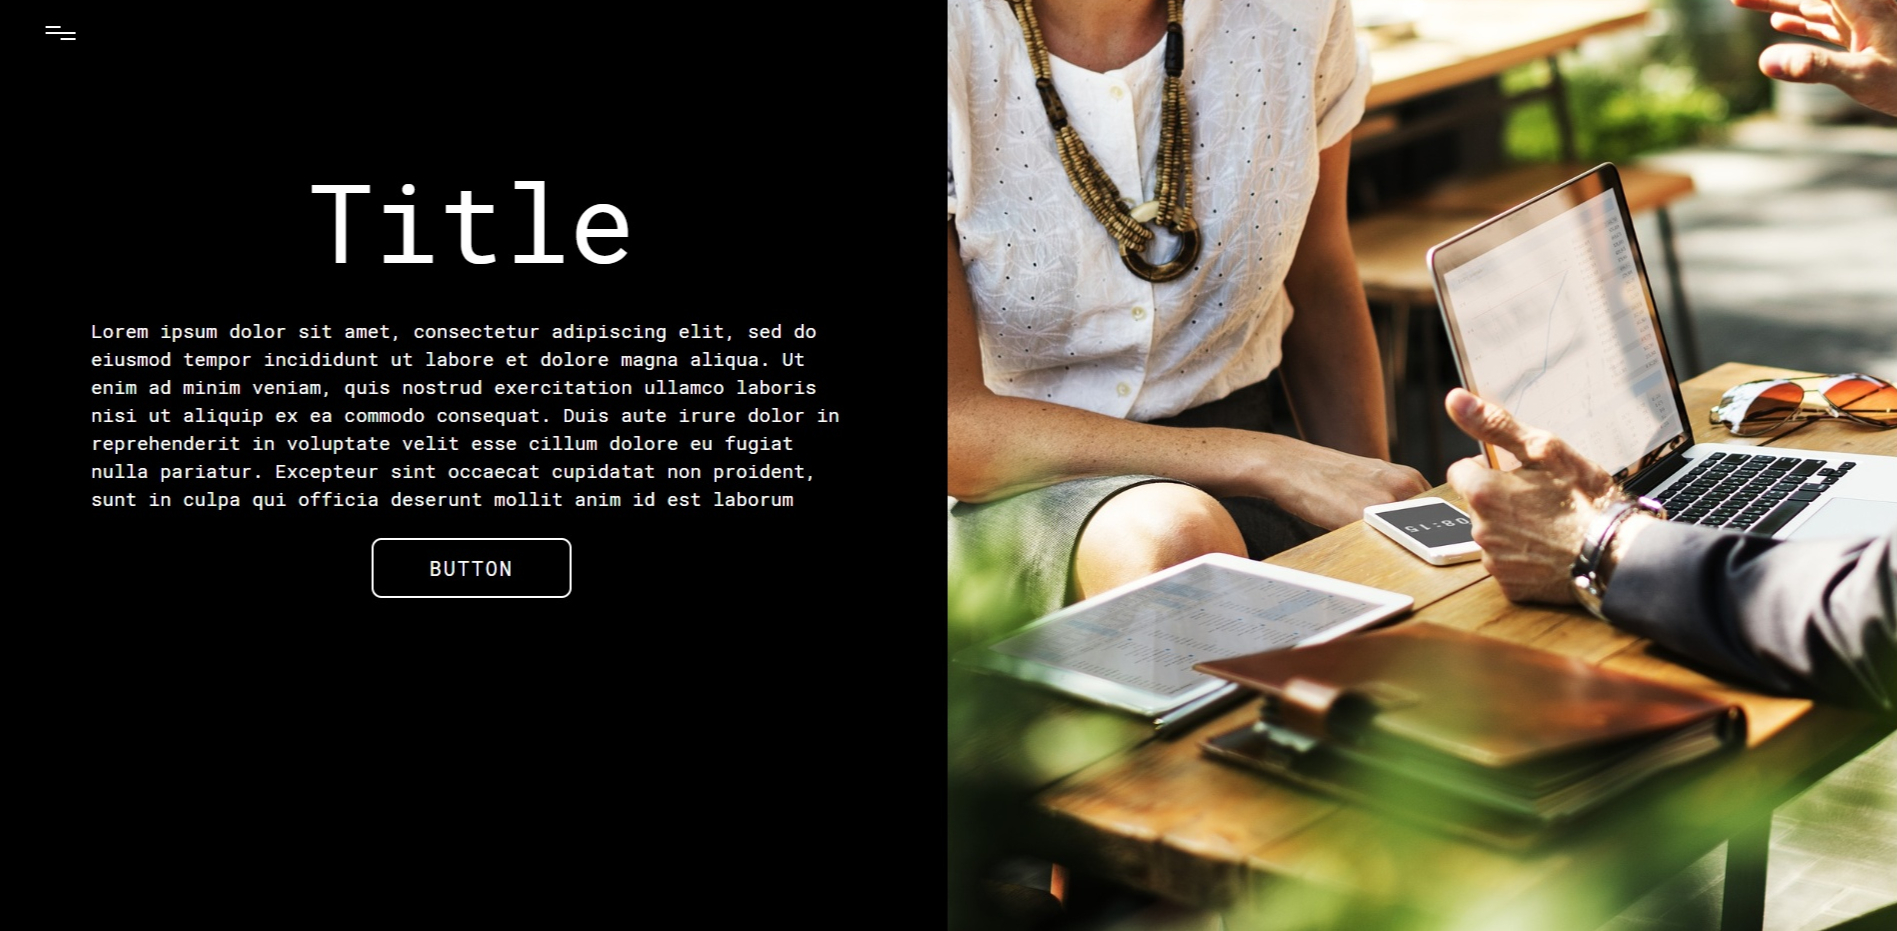 Title
Lorem ipsum dolor sit amet, consectetur adipiscing elit, sed do
eiusmod tempor incididunt ut labore et dolore magna aliqua. Ut
enim ad minim veniam, quis nostrud exercitation ullamco laboris
nisi ut aliquip ex ea commodo consequat. Duis aute irure dolor in
reprehenderit in voluptate velit esse cillum dolore eu fugiat
nulla pariatur. Excepteur sint occaecat cupidatat non proident,
sunt in culpa qui officia deserunt mollit anim id est laborum
BUTTON
08:15